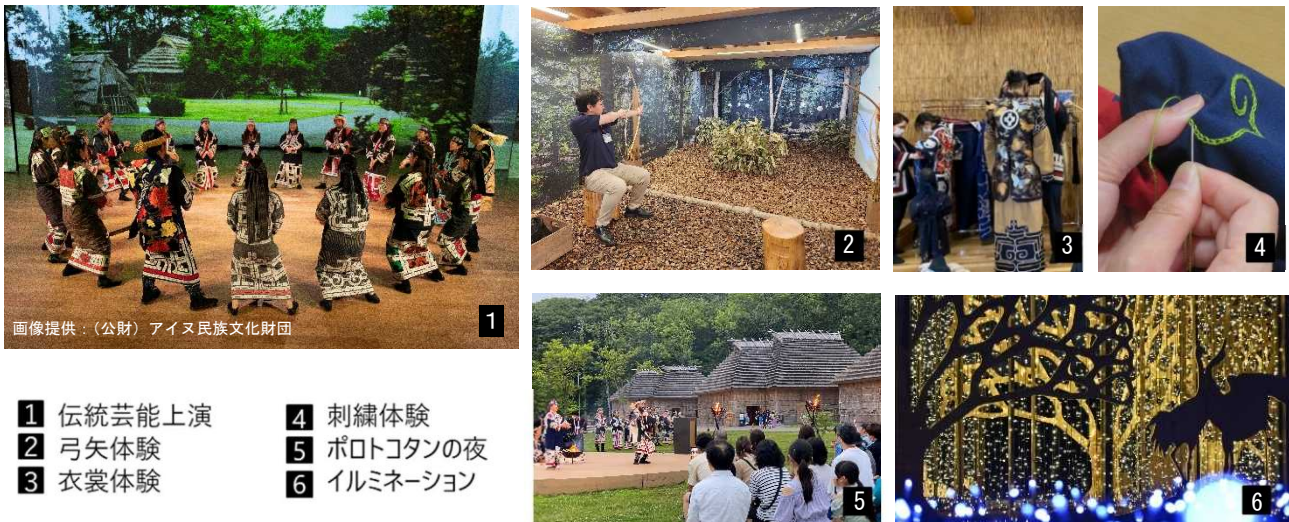 画像提供：（公財）アイヌ民族文化財団
1
2
3
4
5
6
1 伝統芸能上演
2 弓矢体験
3 衣裳体験
4 刺繍体験
5 ポロトコタンの夜
6 イルミネーション